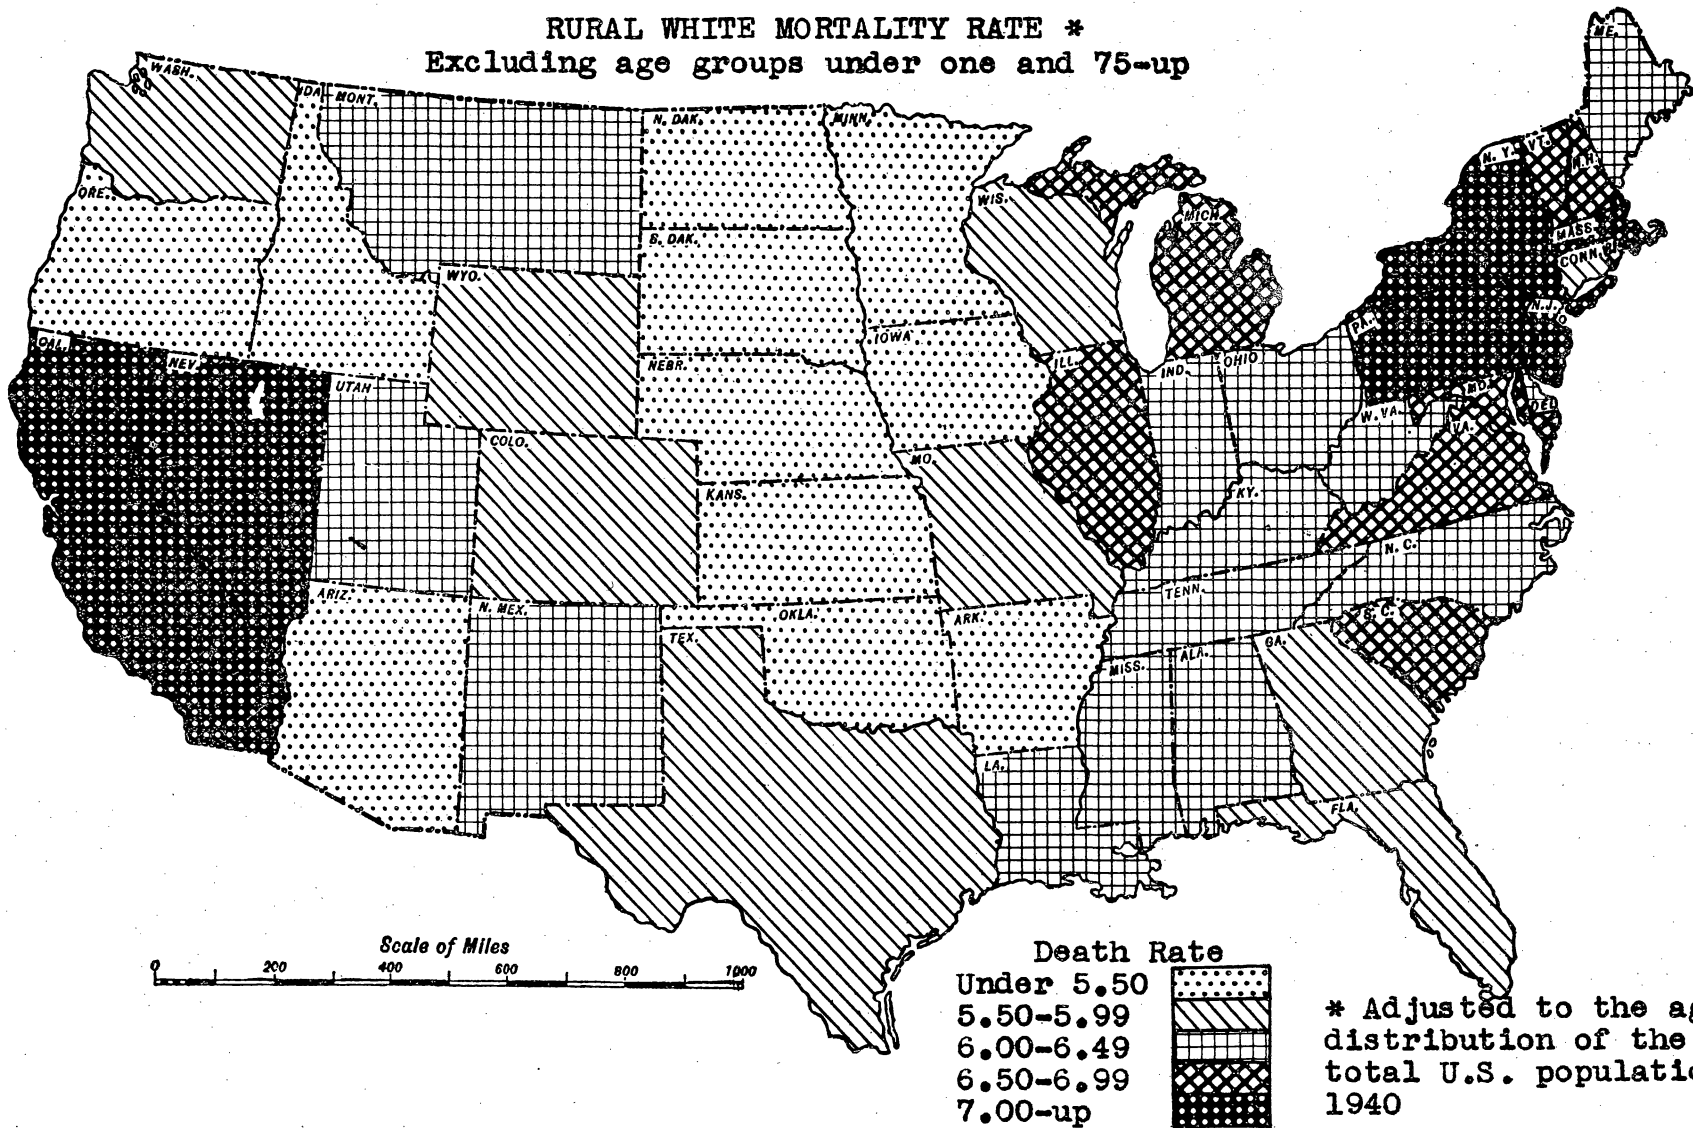 RURAL WHITE MORTALITY RATE *
Excluding age groups under one and 75-up
WASH.
IDA.
MONT.
N. DAK.
MINN.
ME.
N. Y.
VT.
N.H.
ORE.
WIS.
MICH.
MASS.
CONN.
S. DAK.
WYO.
N.J.
PA.
CAL.
NEV.
UTAH
NEBR.
IOWA
ILL.
IND.
OHIO
MD.
DEL.
W.VA.
VA.
COLO.
KANS.
MO.
KY.
N. C.
ARIZ.
N. MEX.
OKLA.
TEX.
ARK.
TENN.
S. C.
MISS.
ALA.
GA.
LA.
FLA.
Scale of Miles
0 200 400 600 800 1000
Death Rate
Under 5.50
5.50-5.99
6.00-6.49
6.50-6.99
7.00-up
* Adjusted to the ag
distribution of the
total U.S. populatio
1940